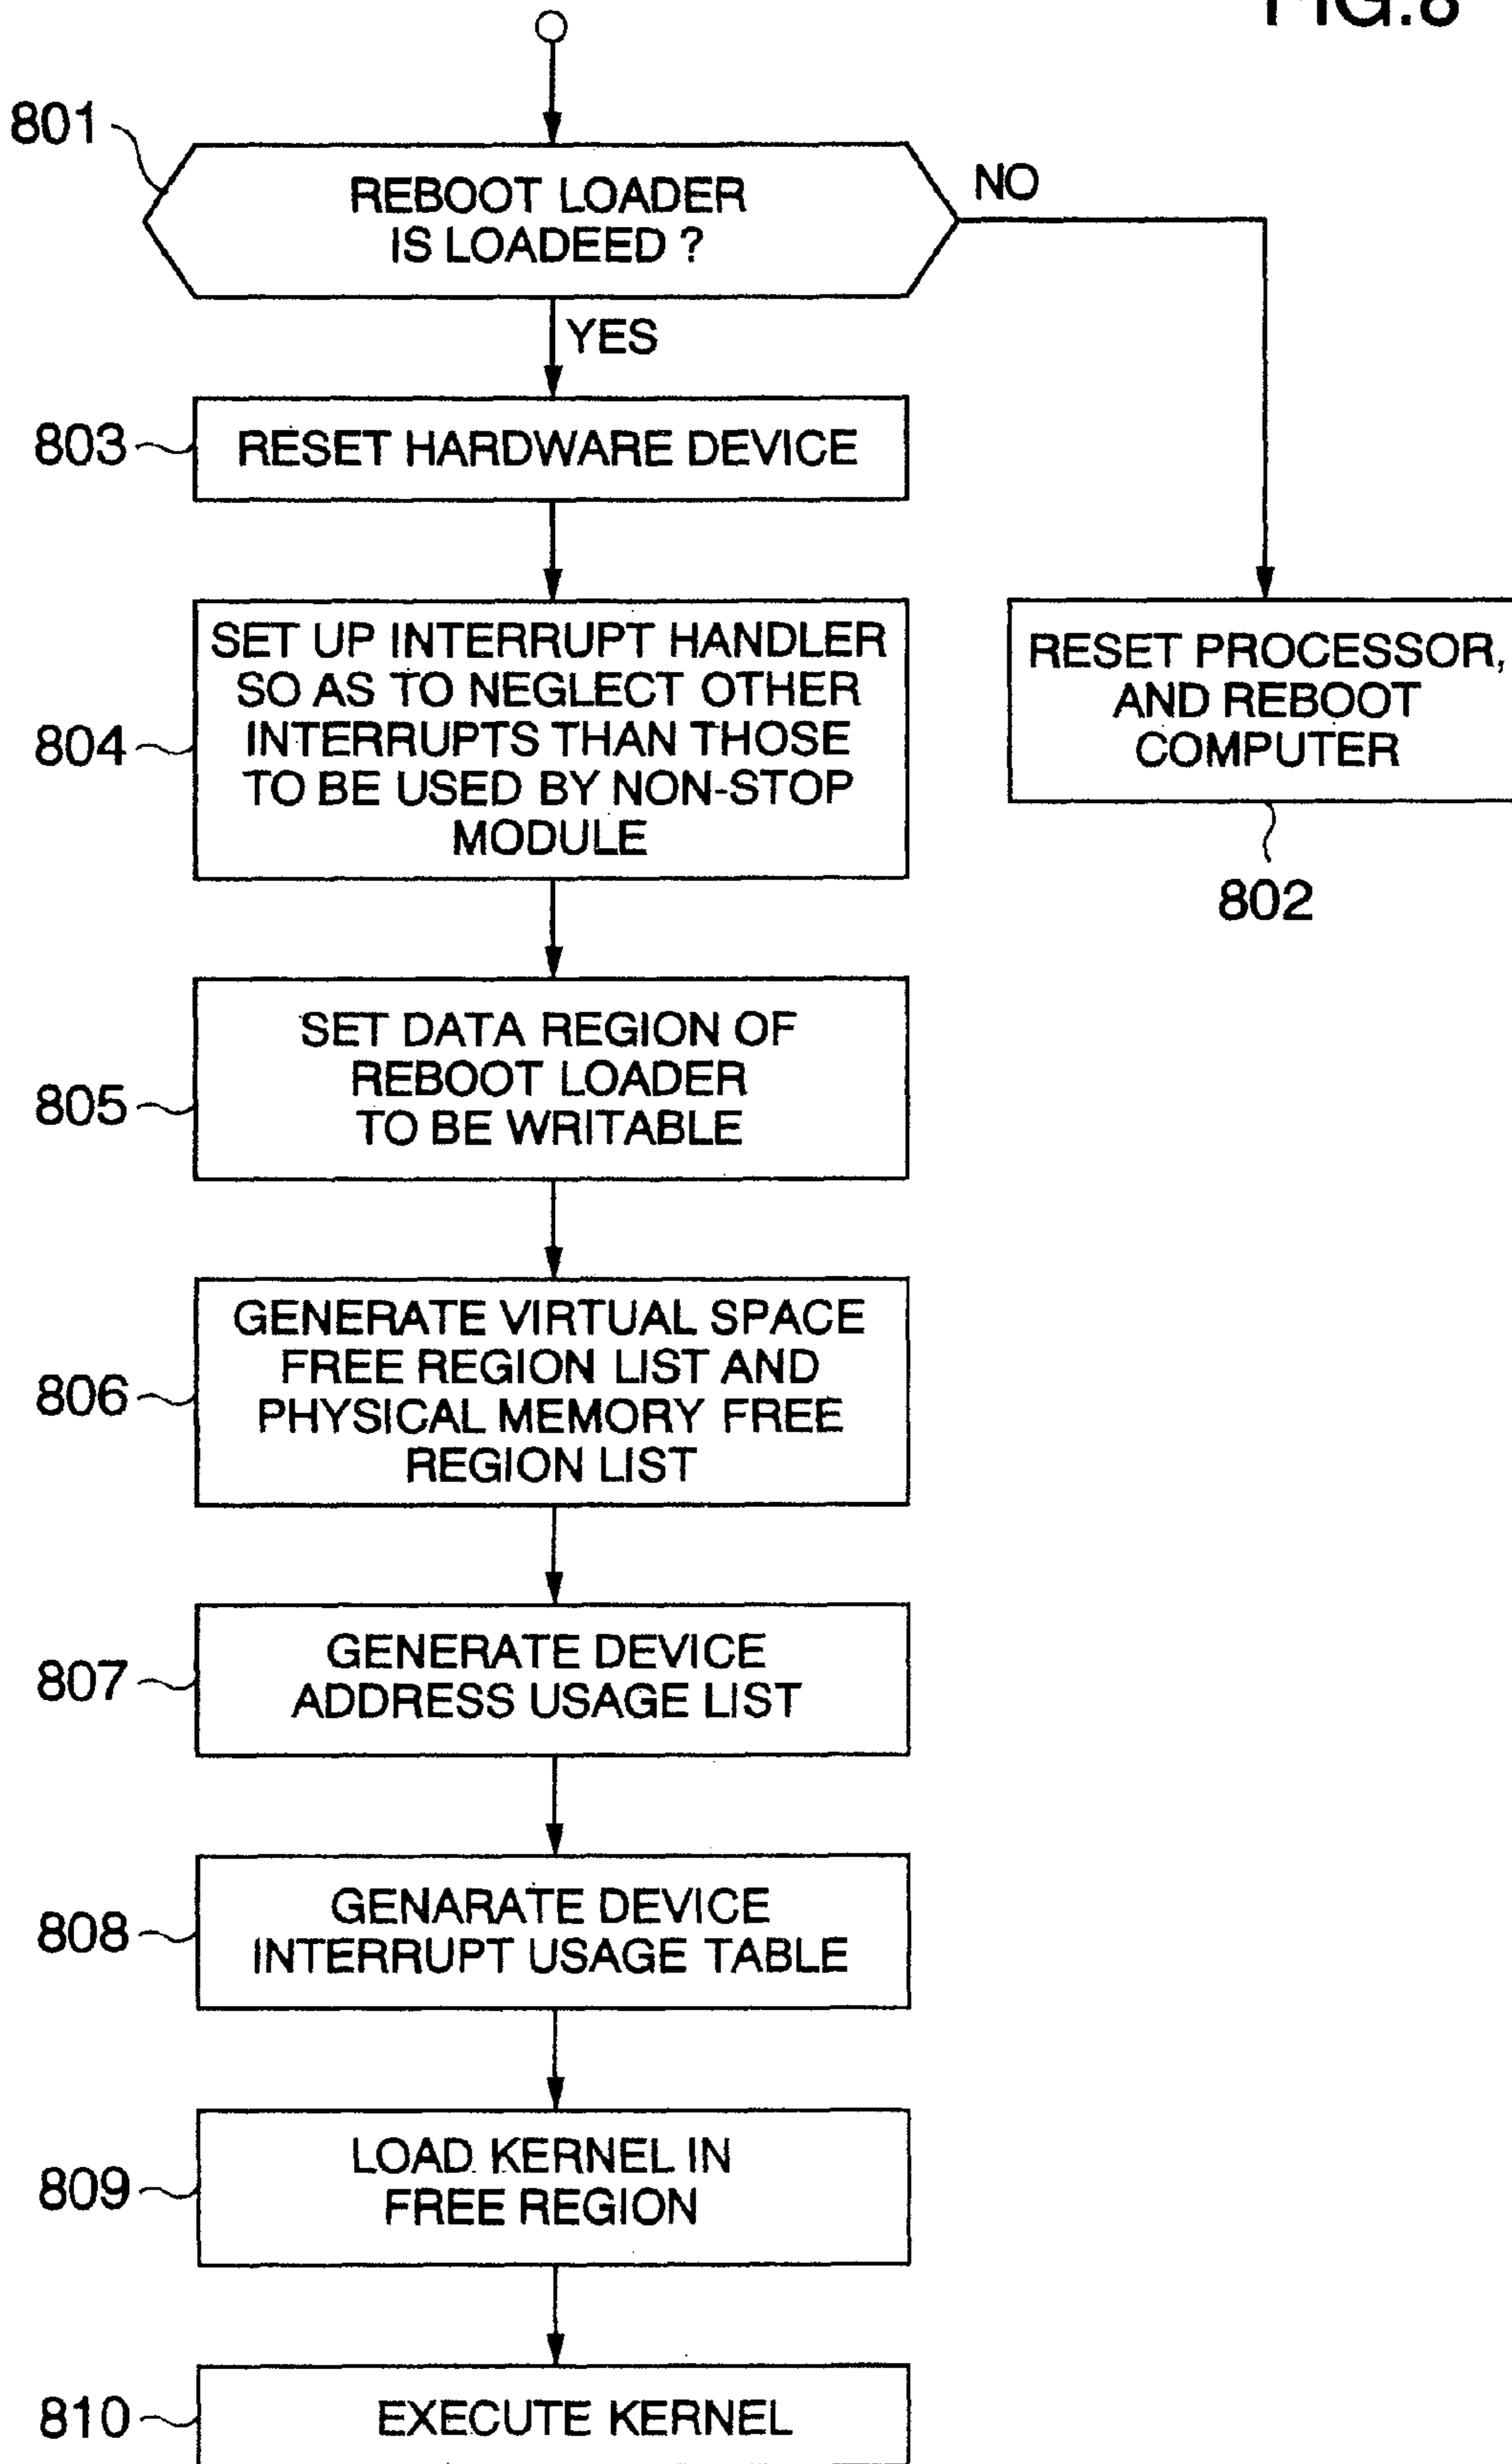 FIG.8
801
REBOOT LOADER
IS LOADEED ?
NO
YES
803
RESET HARDWARE DEVICE
804
SET UP INTERRUPT HANDLER
SO AS TO NEGLECT OTHER
INTERRUPTS THAN THOSE
TO BE USED BY NON-STOP
MODULE
RESET PROCESSOR,
AND REBOOT
COMPUTER
802
805
SET DATA REGION OF
REBOOT LOADER
TO BE WRITABLE
806
GENERATE VIRTUAL SPACE
FREE REGION LIST AND
PHYSICAL MEMORY FREE
REGION LIST
807
GENERATE DEVICE
ADDRESS USAGE LIST
808
GENARATE DEVICE
INTERRUPT USAGE TABLE
809
LOAD KERNEL IN
FREE REGION
810
EXECUTE KERNEL